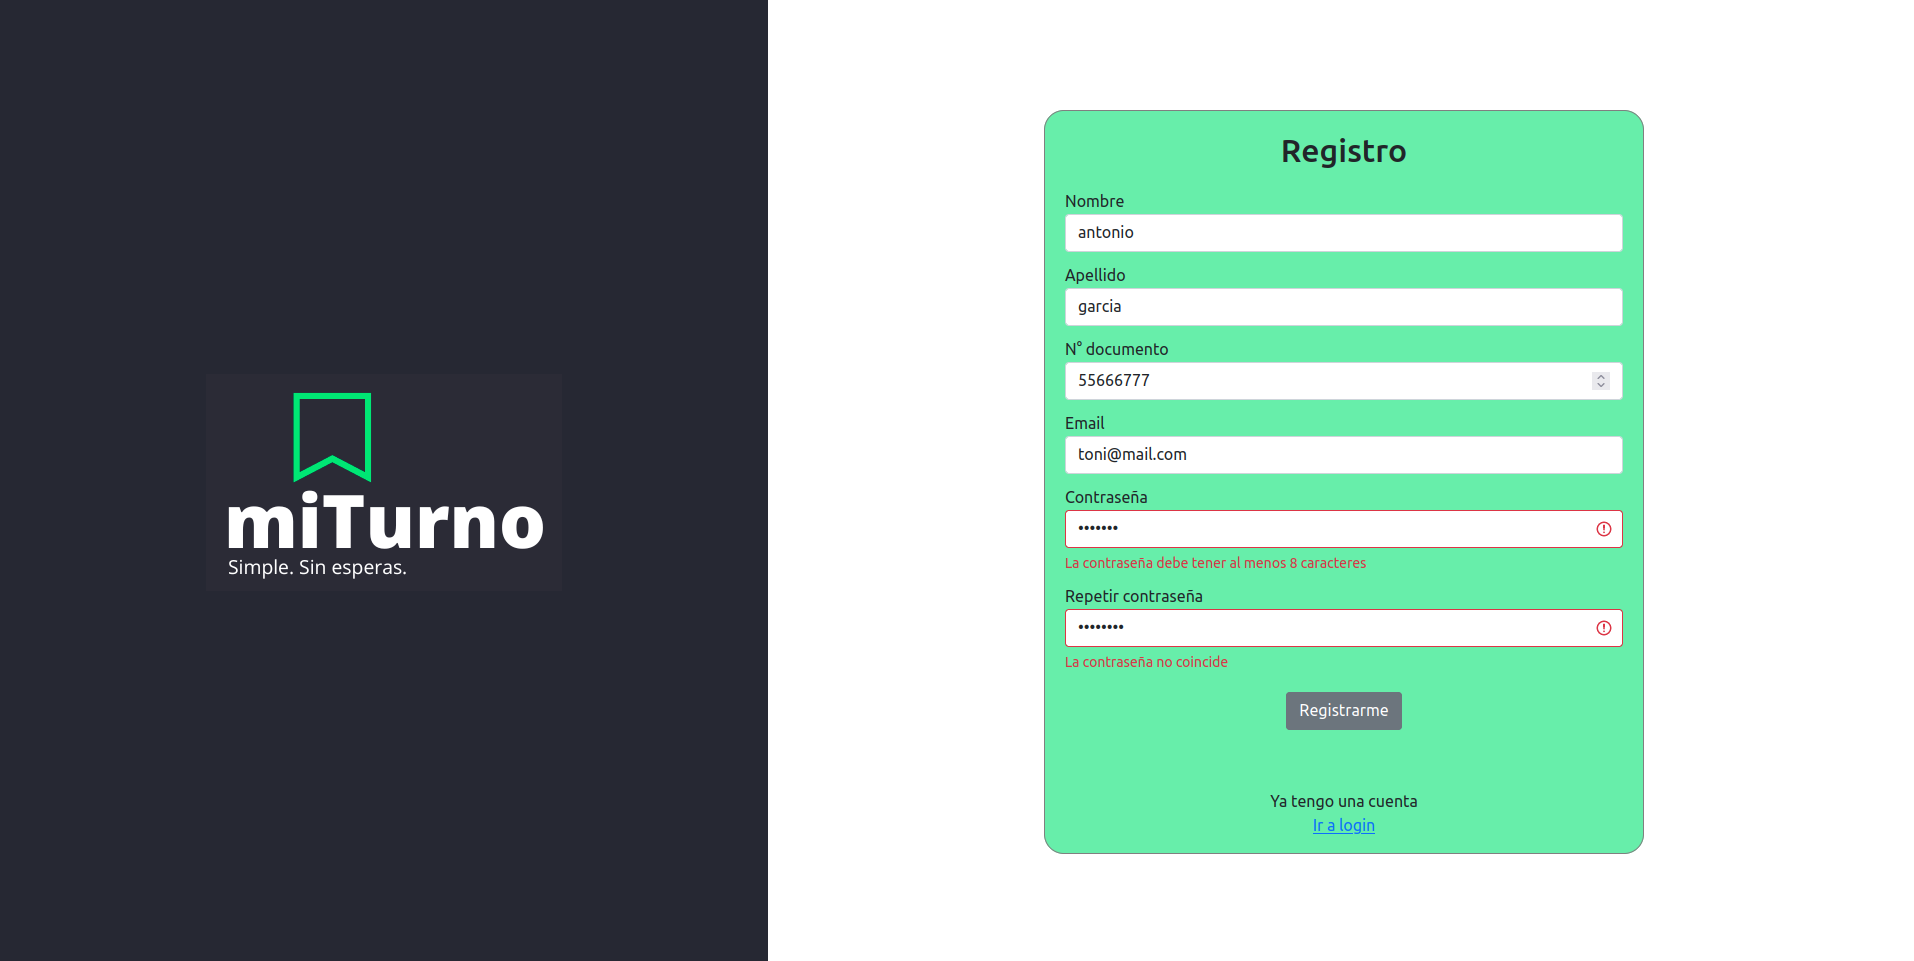 miTurno
Simple. Sin esperas.
Registro
Nombre
antonio
Apellido
garcia
N° documento
55666777
Email
toni@mail.com
Contraseña
•••••••
La contraseña debe tener al menos 8 caracteres
Repetir contraseña
••••••••
La contraseña no coincide
Registrarme
Ya tengo una cuenta
Ir a login